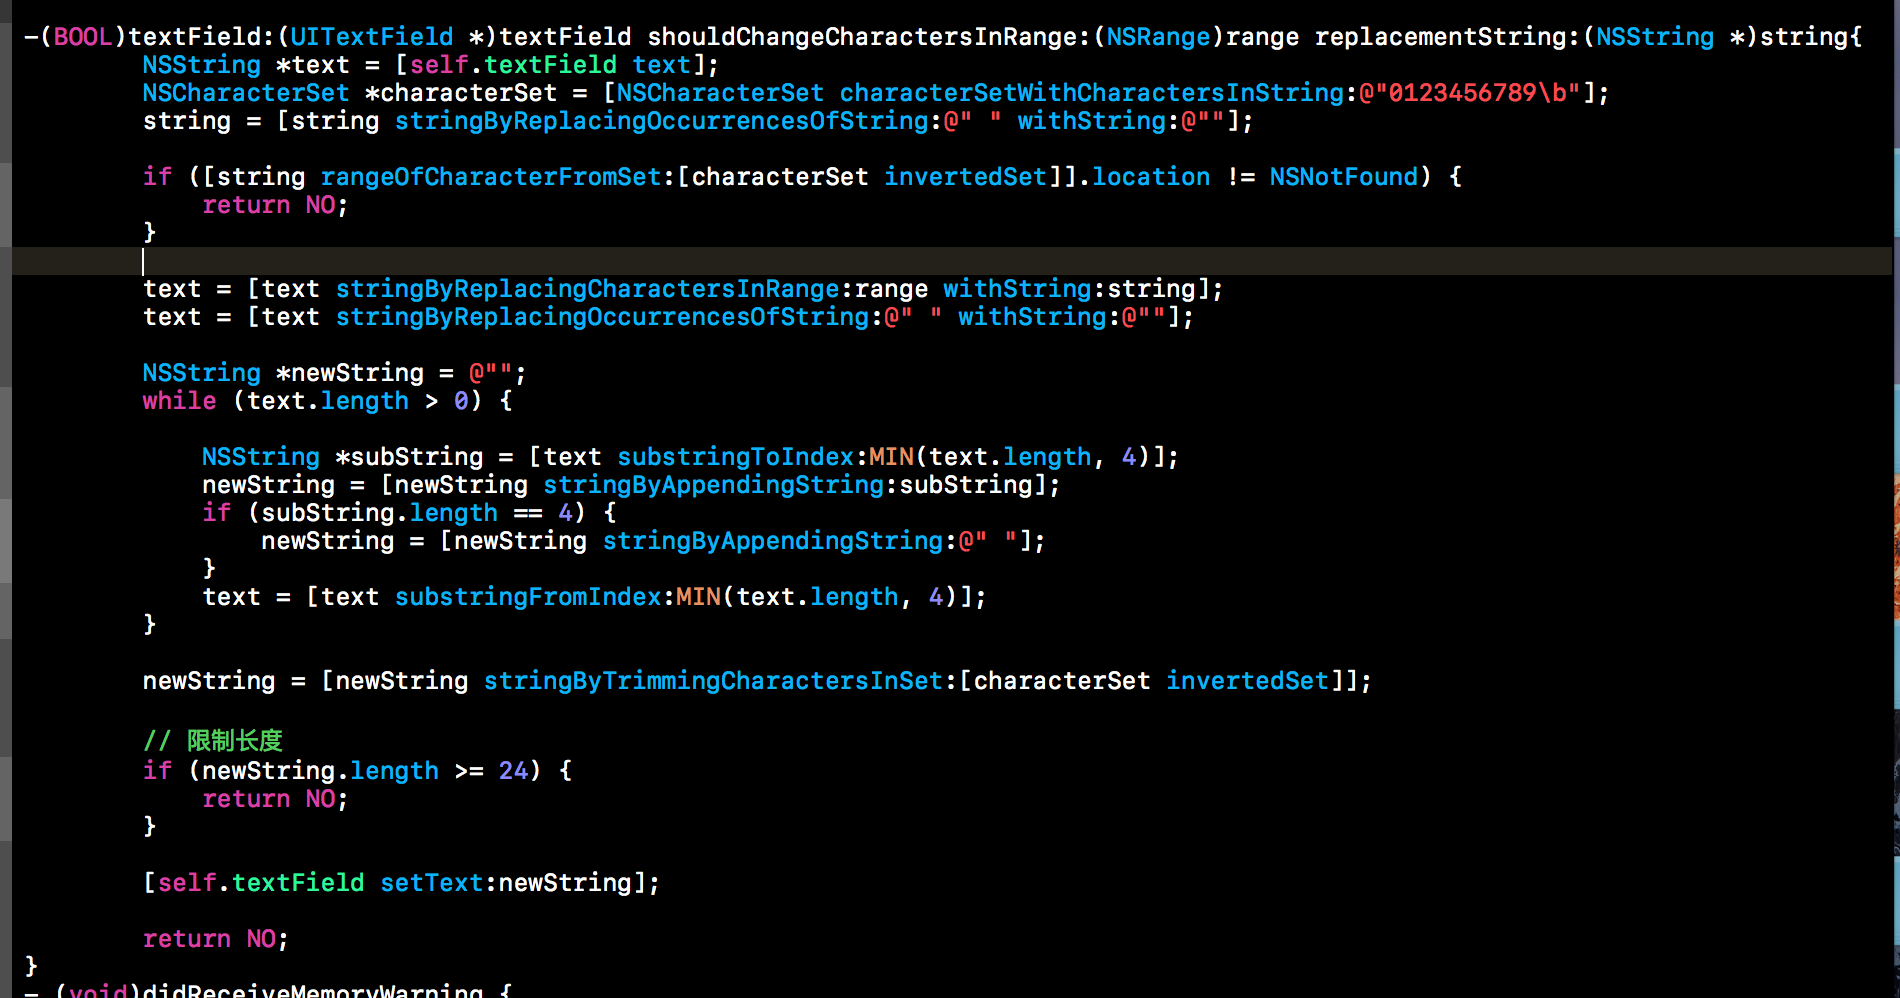 -(BOOL)textField:(UITextField *)textField shouldChangeCharactersInRange:(NSRange)range replacementString:(NSString *)string{
NSString *text = [self.textField text];
NSCharacterSet *characterSet = [NSCharacterSet characterSetWithCharactersInString:@"0123456789\b"];
string = [string stringByReplacingOccurrencesOfString:@" " withString:@""];
if ([string rangeOfCharacterFromSet:[characterSet invertedSet]].location != NSNotFound) {
return NO;
}
text = [text stringByReplacingCharactersInRange:range withString:string];
text = [text stringByReplacingOccurrencesOfString:@" " withString:@""];
NSString *newString = @"";
while (text.length > 0) {
NSString *subString = [text substringToIndex:MIN(text.length, 4)];
newString = [newString stringByAppendingString:subString];
if (subString.length == 4) {
newString = [newString stringByAppendingString:@" "];
}
text = [text substringFromIndex:MIN(text.length, 4)];
}
newString = [newString stringByTrimmingCharactersInSet:[characterSet invertedSet]];
// 限制长度
if (newString.length >= 24) {
return NO;
}
[self.textField setText:newString];
return NO;
}
- (void)didReceiveMemoryWarning {